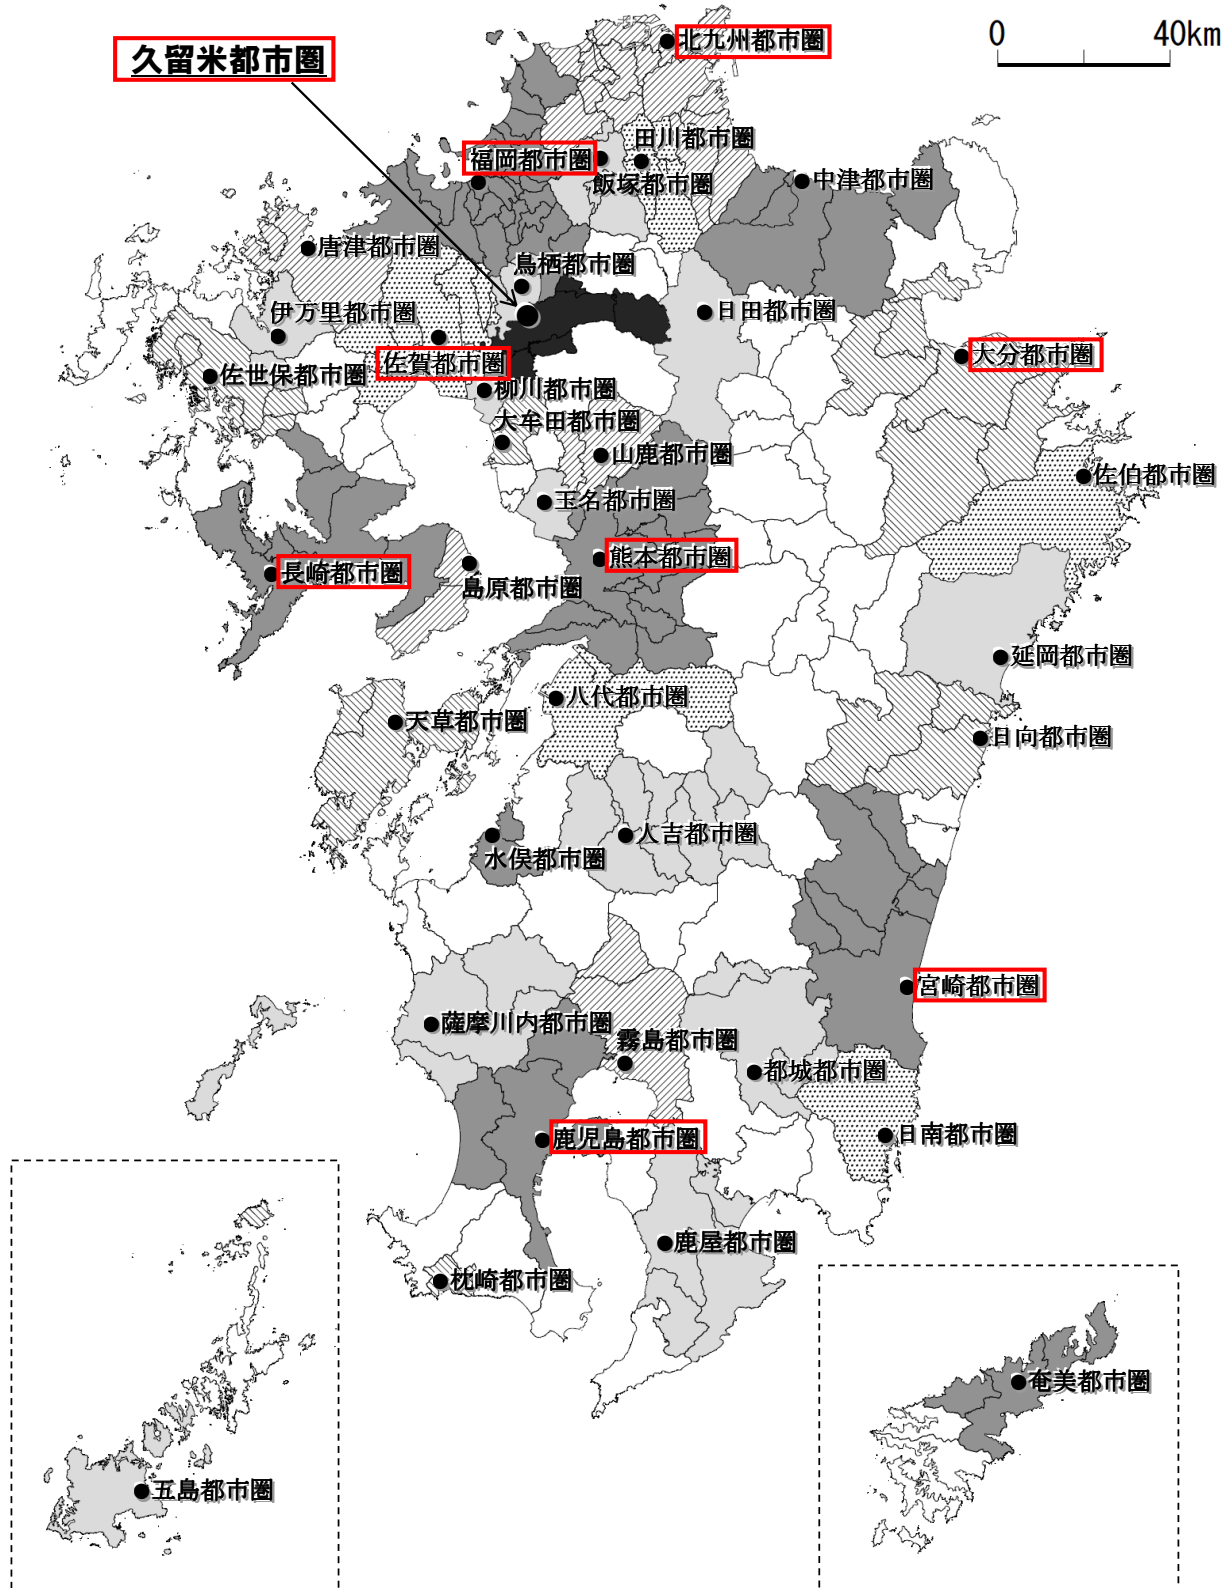 0 40km
北九州都市圏
久留米都市圏
田川都市圏
福岡都市圏
飯塚都市圏
中津都市圏
唐津都市圏
鳥栖都市圏
伊万里都市圏
日田都市圏
大分都市圏
佐賀都市圏
佐世保都市圏
柳川都市圏
大牟田都市圏
山鹿都市圏
佐伯都市圏
玉名都市圏
熊本都市圏
長崎都市圏
島原都市圏
延岡都市圏
八代都市圏
天草都市圏
日向都市圏
人吉都市圏
水俣都市圏
宮崎都市圏
薩摩川内都市圏
霧島都市圏
都城都市圏
日南都市圏
鹿児島都市圏
鹿屋都市圏
枕崎都市圏
奄美都市圏
五島都市圏